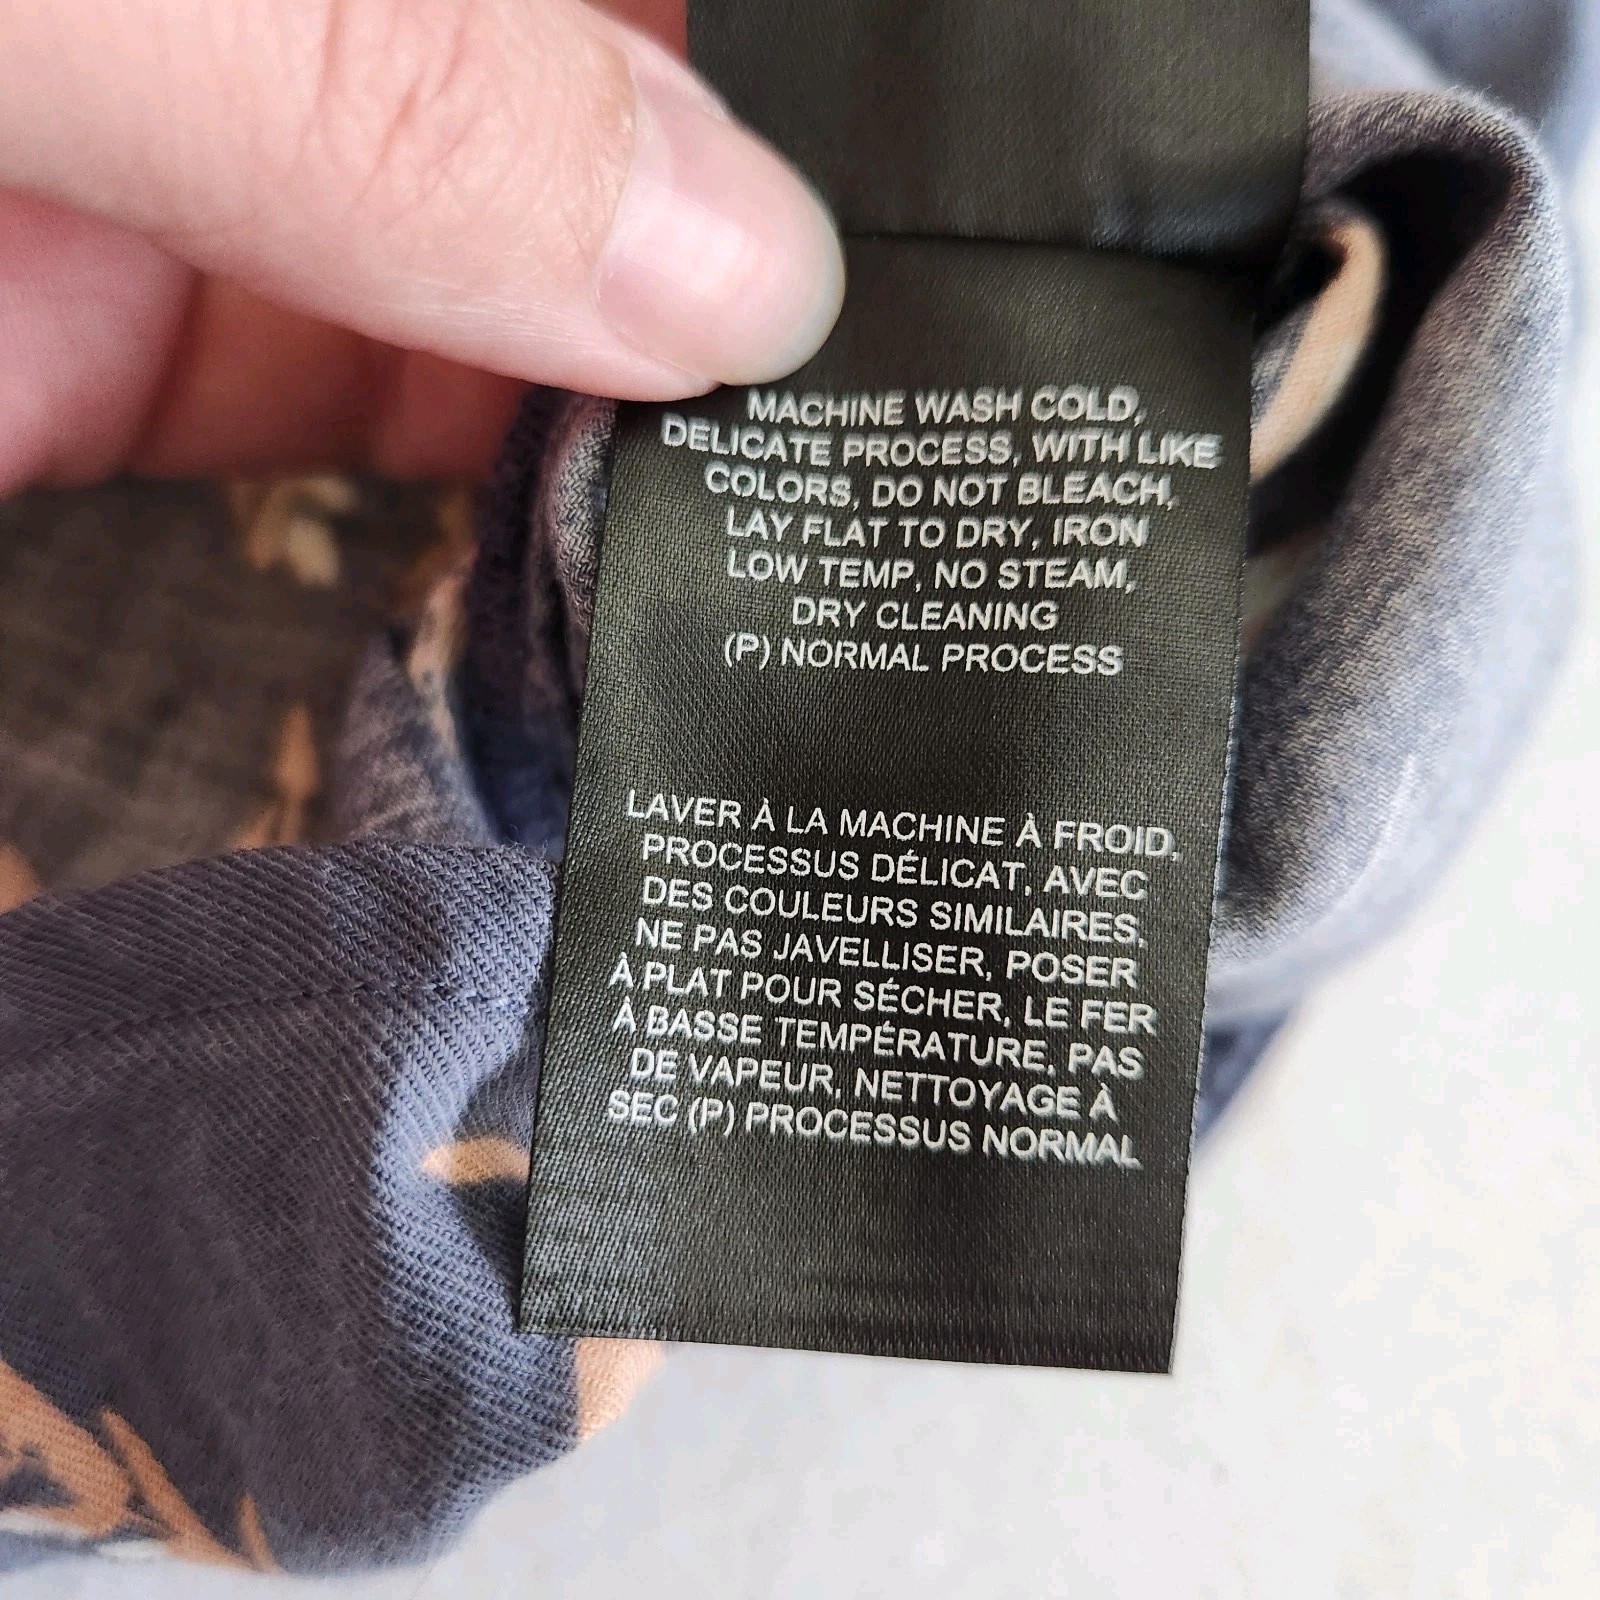 MACHINE WASH COLD,
DELICATE PROCESS, WITH LIKE
COLORS, DO NOT BLEACH,
LAY FLAT TO DRY, IRON
LOW TEMP, NO STEAM,
DRY CLEANING
(P) NORMAL PROCESS
LAVER À LA MACHINE À FROID,
PROCESSUS DÉLICAT, AVEC
DES COULEURS SIMILAIRES,
NE PAS JAVELLISER, POSER
À PLAT POUR SÉCHER, LE FER
À BASSE TEMPÉRATURE, PAS
DE VAPEUR, NETTOYAGE À
SEC (P) PROCESSUS NORMAL